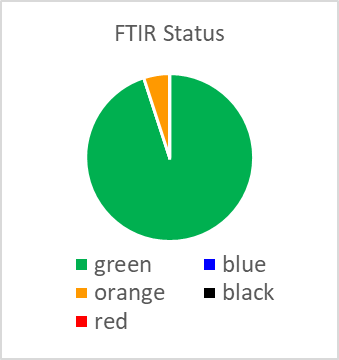 FTIR Status
green blue
orange black
red